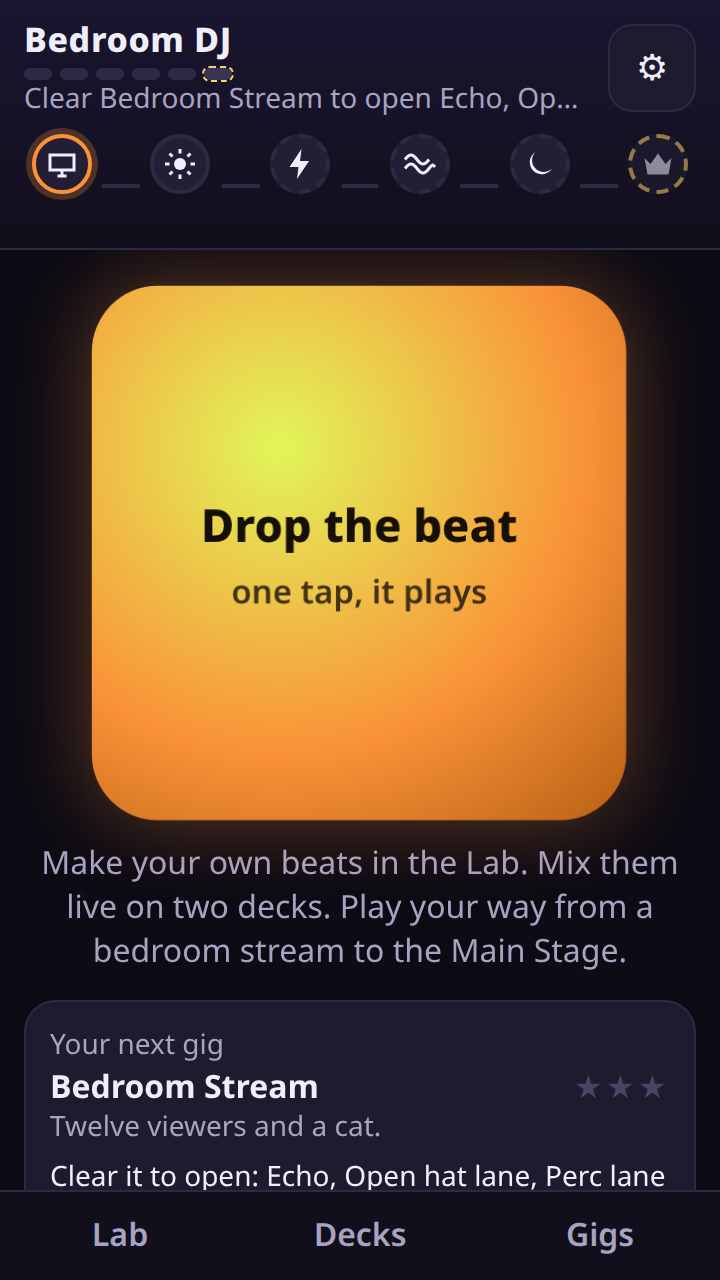 Bedroom DJ
Clear Bedroom Stream to open Echo, Op...
Drop the beat
one tap, it plays
Make your own beats in the Lab. Mix them
live on two decks. Play your way from a
bedroom stream to the Main Stage.
Your next gig
Bedroom Stream
Twelve viewers and a cat.
Clear it to open: Echo, Open hat lane, Perc lane
Lab
Decks
Gigs